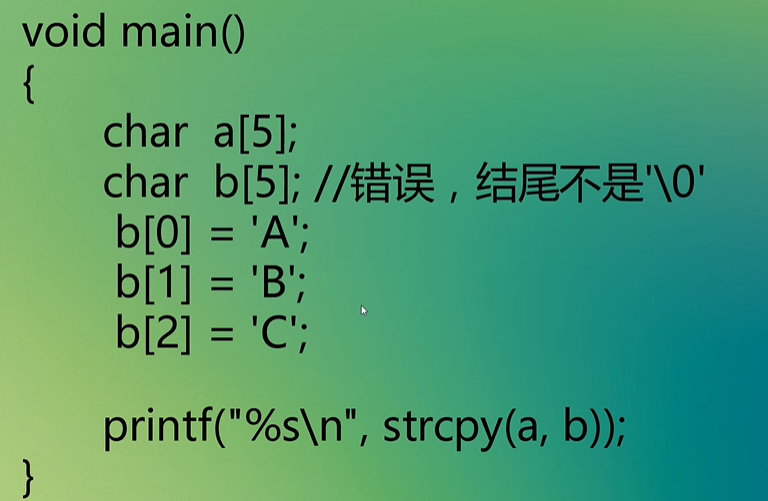 void main()
{
char a[5];
char b[5]; //错误，结尾不是'\0'
b[0] = 'A';
b[1] = 'B';
b[2] = 'C';
printf("%s\n", strcpy(a, b));
}